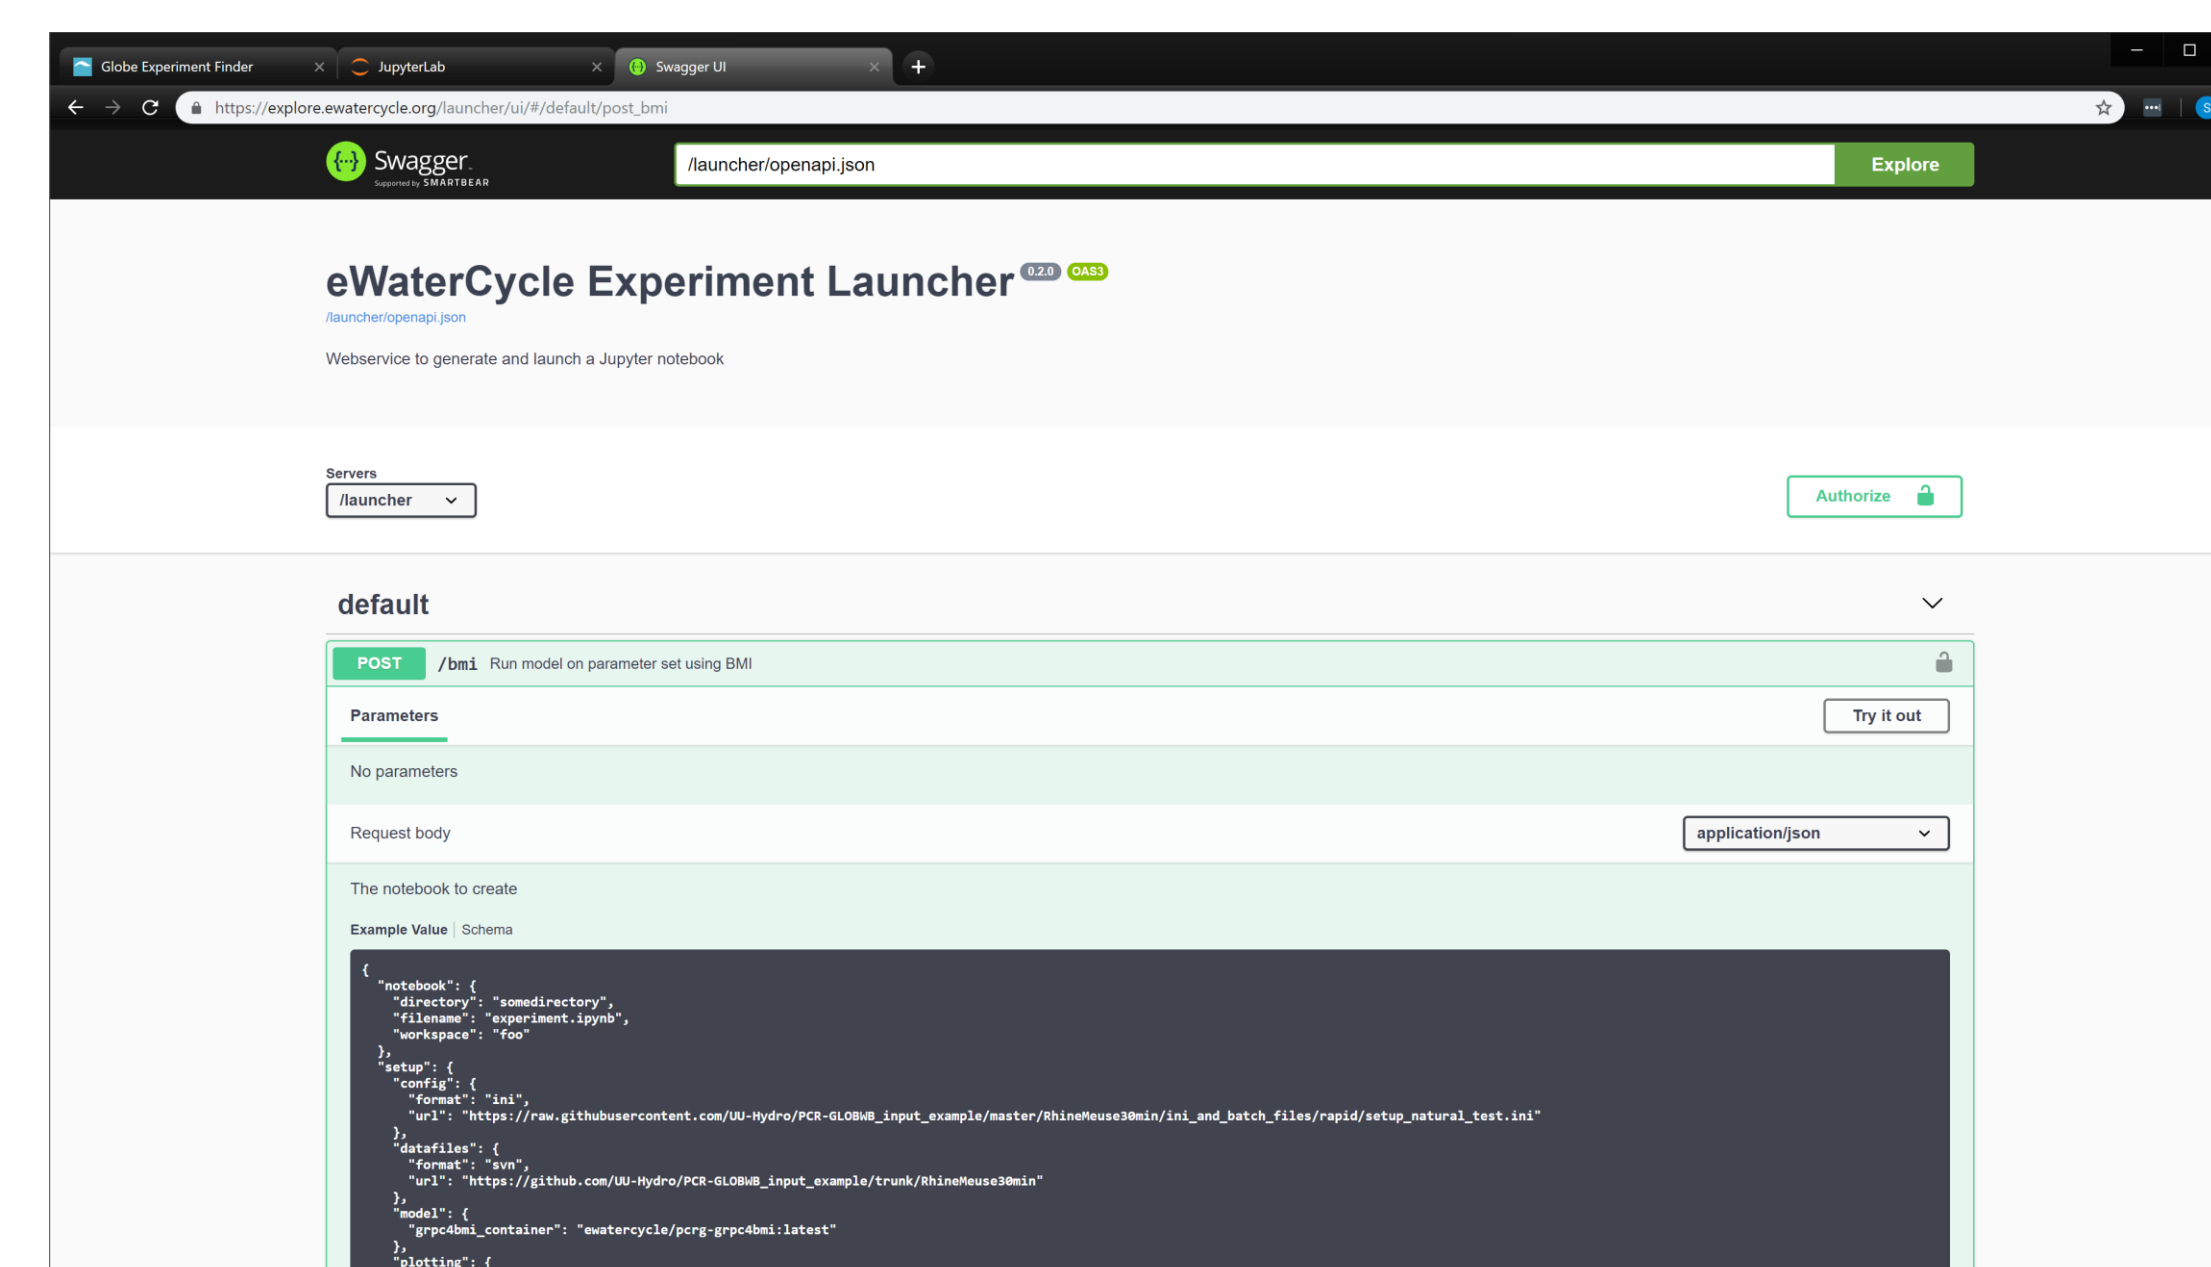 Globe Experiment Finder
JupyterLab
Swagger UI
https://explore.ewatercycle.org/launcher/ui/#/default/post_bmi
S
Swagger™
Supported by SMARTBEAR
/launcher/openapi.json
Explore
eWaterCycle Experiment Launcher 0.2.0 OAS3
/launcher/openapi.json
Webservice to generate and launch a Jupyter notebook
Servers
/launcher
Authorize
default
POST /bmi Run model on parameter set using BMI
Parameters
Try it out
No parameters
Request body
application/json
The notebook to create
Example Value | Schema
{
"notebook": {
"directory": "somedirectory",
"filename": "experiment.ipynb",
"workspace": "foo"
},
"setup": {
"config": {
"format": "ini",
"url": "https://raw.githubusercontent.com/UU-Hydro/PCR-GLOBWB_input_example/master/RhineMeuse30min/ini_and_batch_files/rapid/setup_natural_test.ini"
},
"datafiles": {
"format": "svn",
"url": "https://github.com/UU-Hydro/PCR-GLOBWB_input_example/trunk/RhineMeuse30min"
},
"model": {
"grpc4bmi_container": "ewatercycle/pcrg-grpc4bmi:latest"
},
"plotting": {